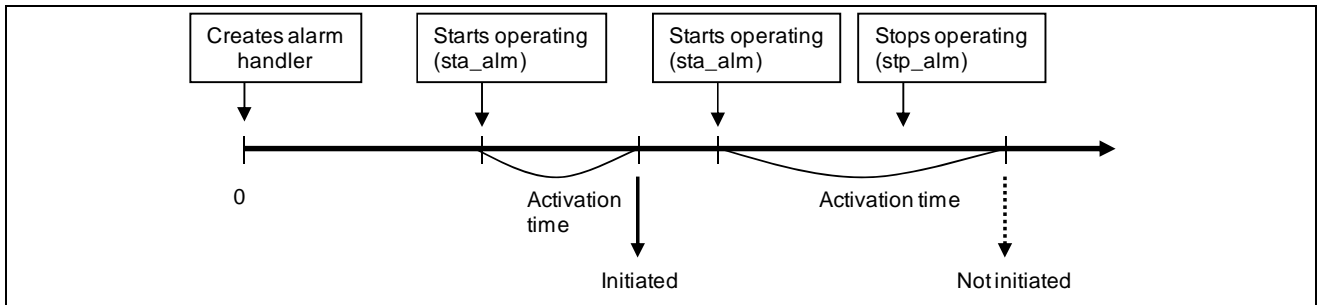 Creates alarm
handler
Starts operating
(sta_alm)
Starts operating
(sta_alm)
Stops operating
(stp_alm)
0
Activation
time
Activation time
Initiated
Not initiated